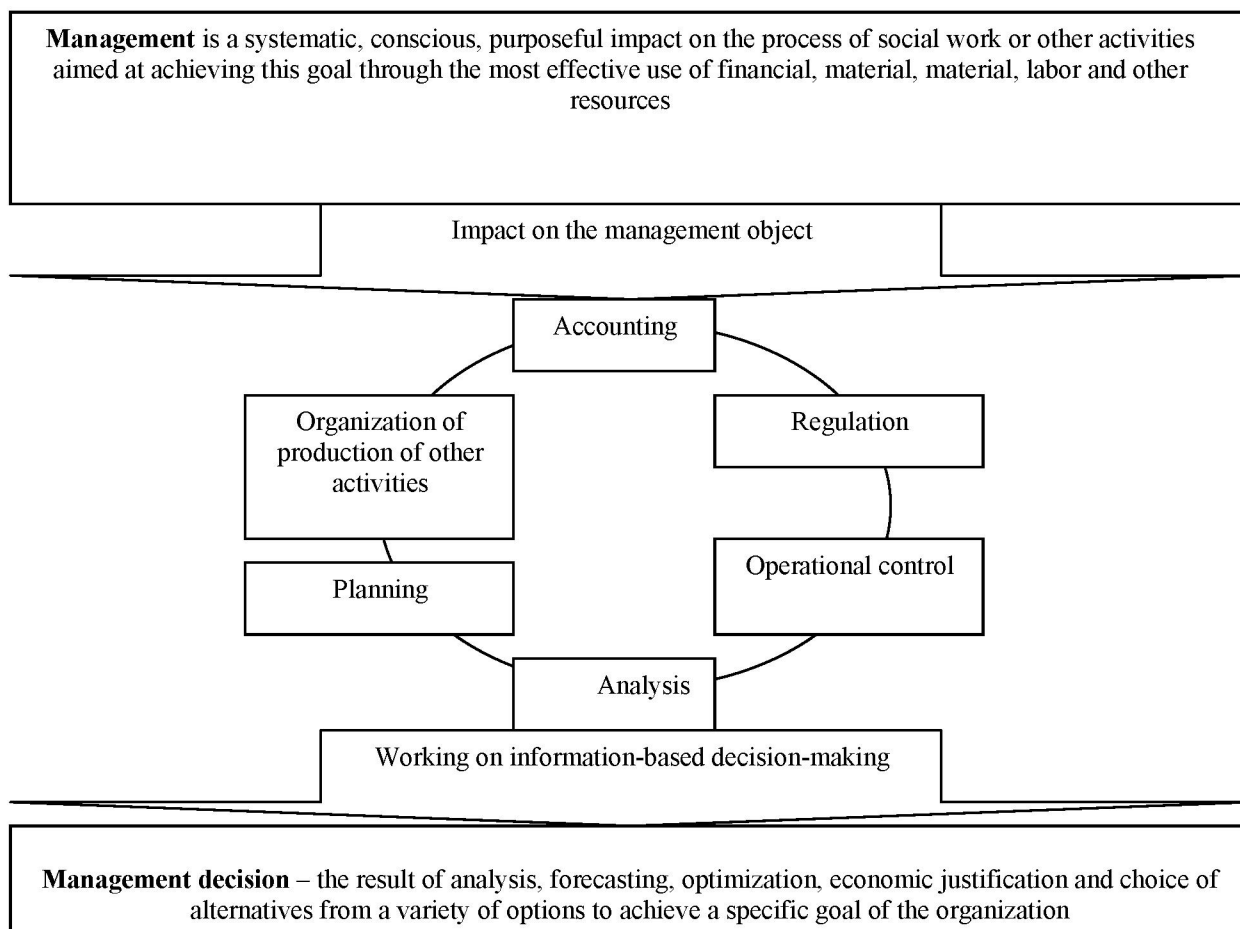 Management is a systematic, conscious, purposeful impact on the process of social work or other activities
aimed at achieving this goal through the most effective use of financial, material, material, labor and other
resources
Impact on the management object
Accounting
Organization of
production of other
activities
Regulation
Planning
Operational control
Analysis
Working on information-based decision-making
Management decision – the result of analysis, forecasting, optimization, economic justification and choice of
alternatives from a variety of options to achieve a specific goal of the organization